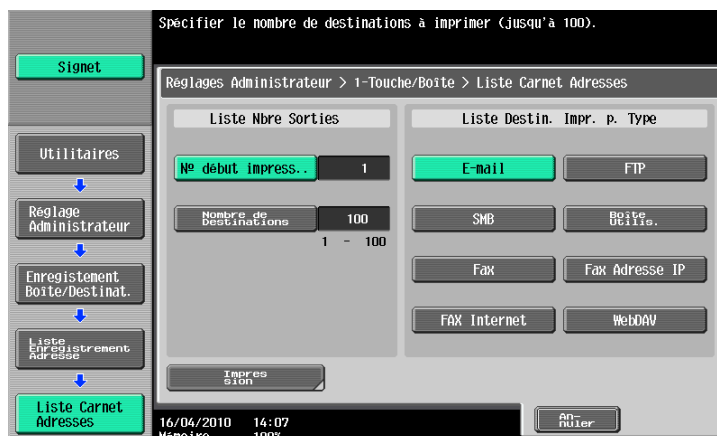 Spécifier le nombre de destinations à imprimer (jusqu'à 100).
Signet
Réglages Administrateur > 1-Touche/Boîte > Liste Carnet Adresses
Liste Nbre Sorties
Liste Destin. Impr. p. Type
Utilitaires
Nº début impress..
1
E-mail
FTP
Réglage
Administrateur
Nombre de
Destinations
100
1 - 100
SMB
Boîte
Utilis.
Enregistement
Boîte/Destinat.
Fax
Fax Adresse IP
FAX Internet
WebDAV
Liste
Enregistrement
Adresse
Impres
sion
Liste Carnet
Adresses
16/04/2010 14:07
An-
nuler
Mémoire 100%